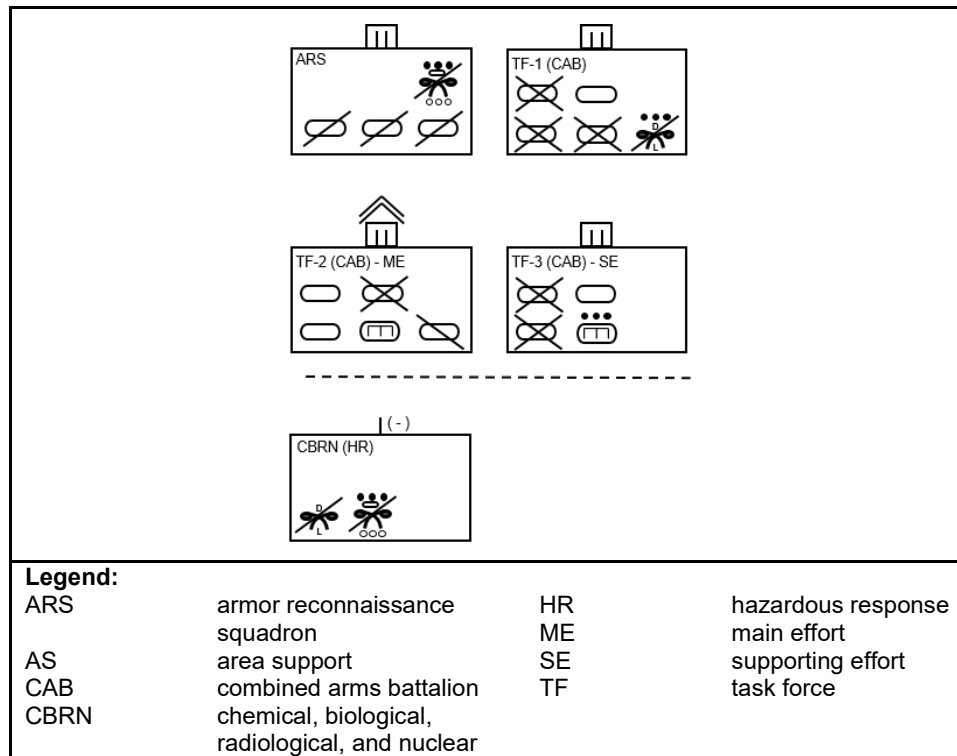 ARS
TF-1 (CAB)
D
L
TF-2 (CAB) - ME
TF-3 (CAB) - SE
(-)
CBRN (HR)
D
L
Legend:
ARS armor reconnaissance HR hazardous response
squadron ME main effort
AS area support SE supporting effort
CAB combined arms battalion TF task force
CBRN chemical, biological,
radiological, and nuclear